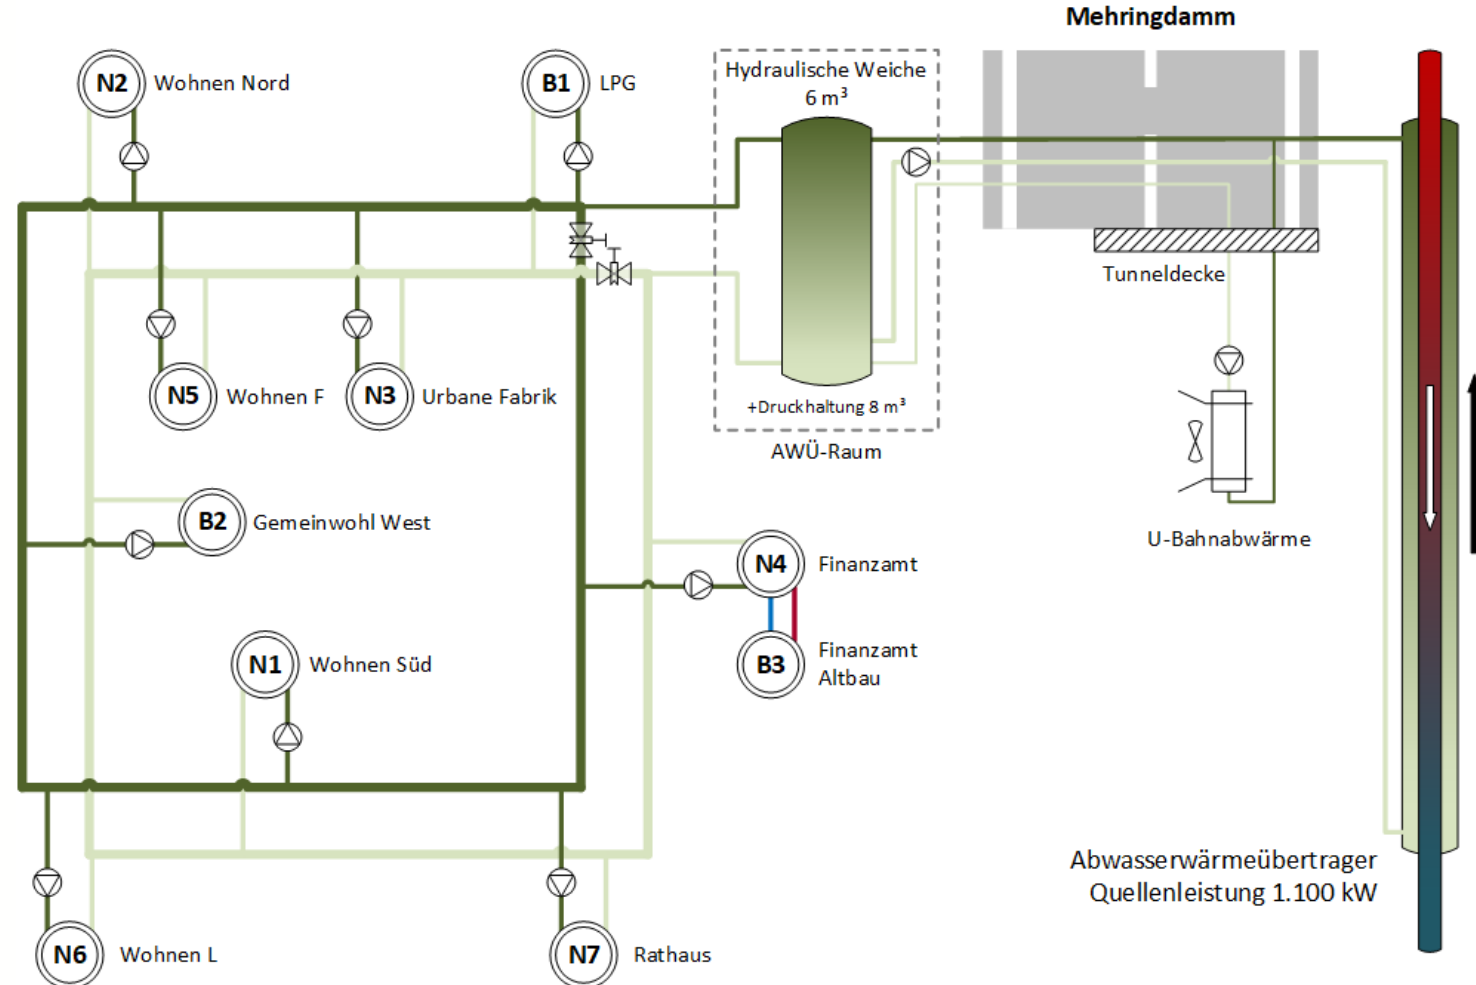 Mehringdamm
N2 Wohnen Nord
B1 LPG
Hydraulische Weiche
6 m³
Tunneldecke
N5 Wohnen F
N3 Urbane Fabrik
+Druckhaltung 8 m³
AWÜ-Raum
B2 Gemeinwohl West
U-Bahnabwärme
N4 Finanzamt
N1 Wohnen Süd
B3 Finanzamt
Altbau
Abwasserwärmeübertrager
Quellenleistung 1.100 kW
N6 Wohnen L
N7 Rathaus